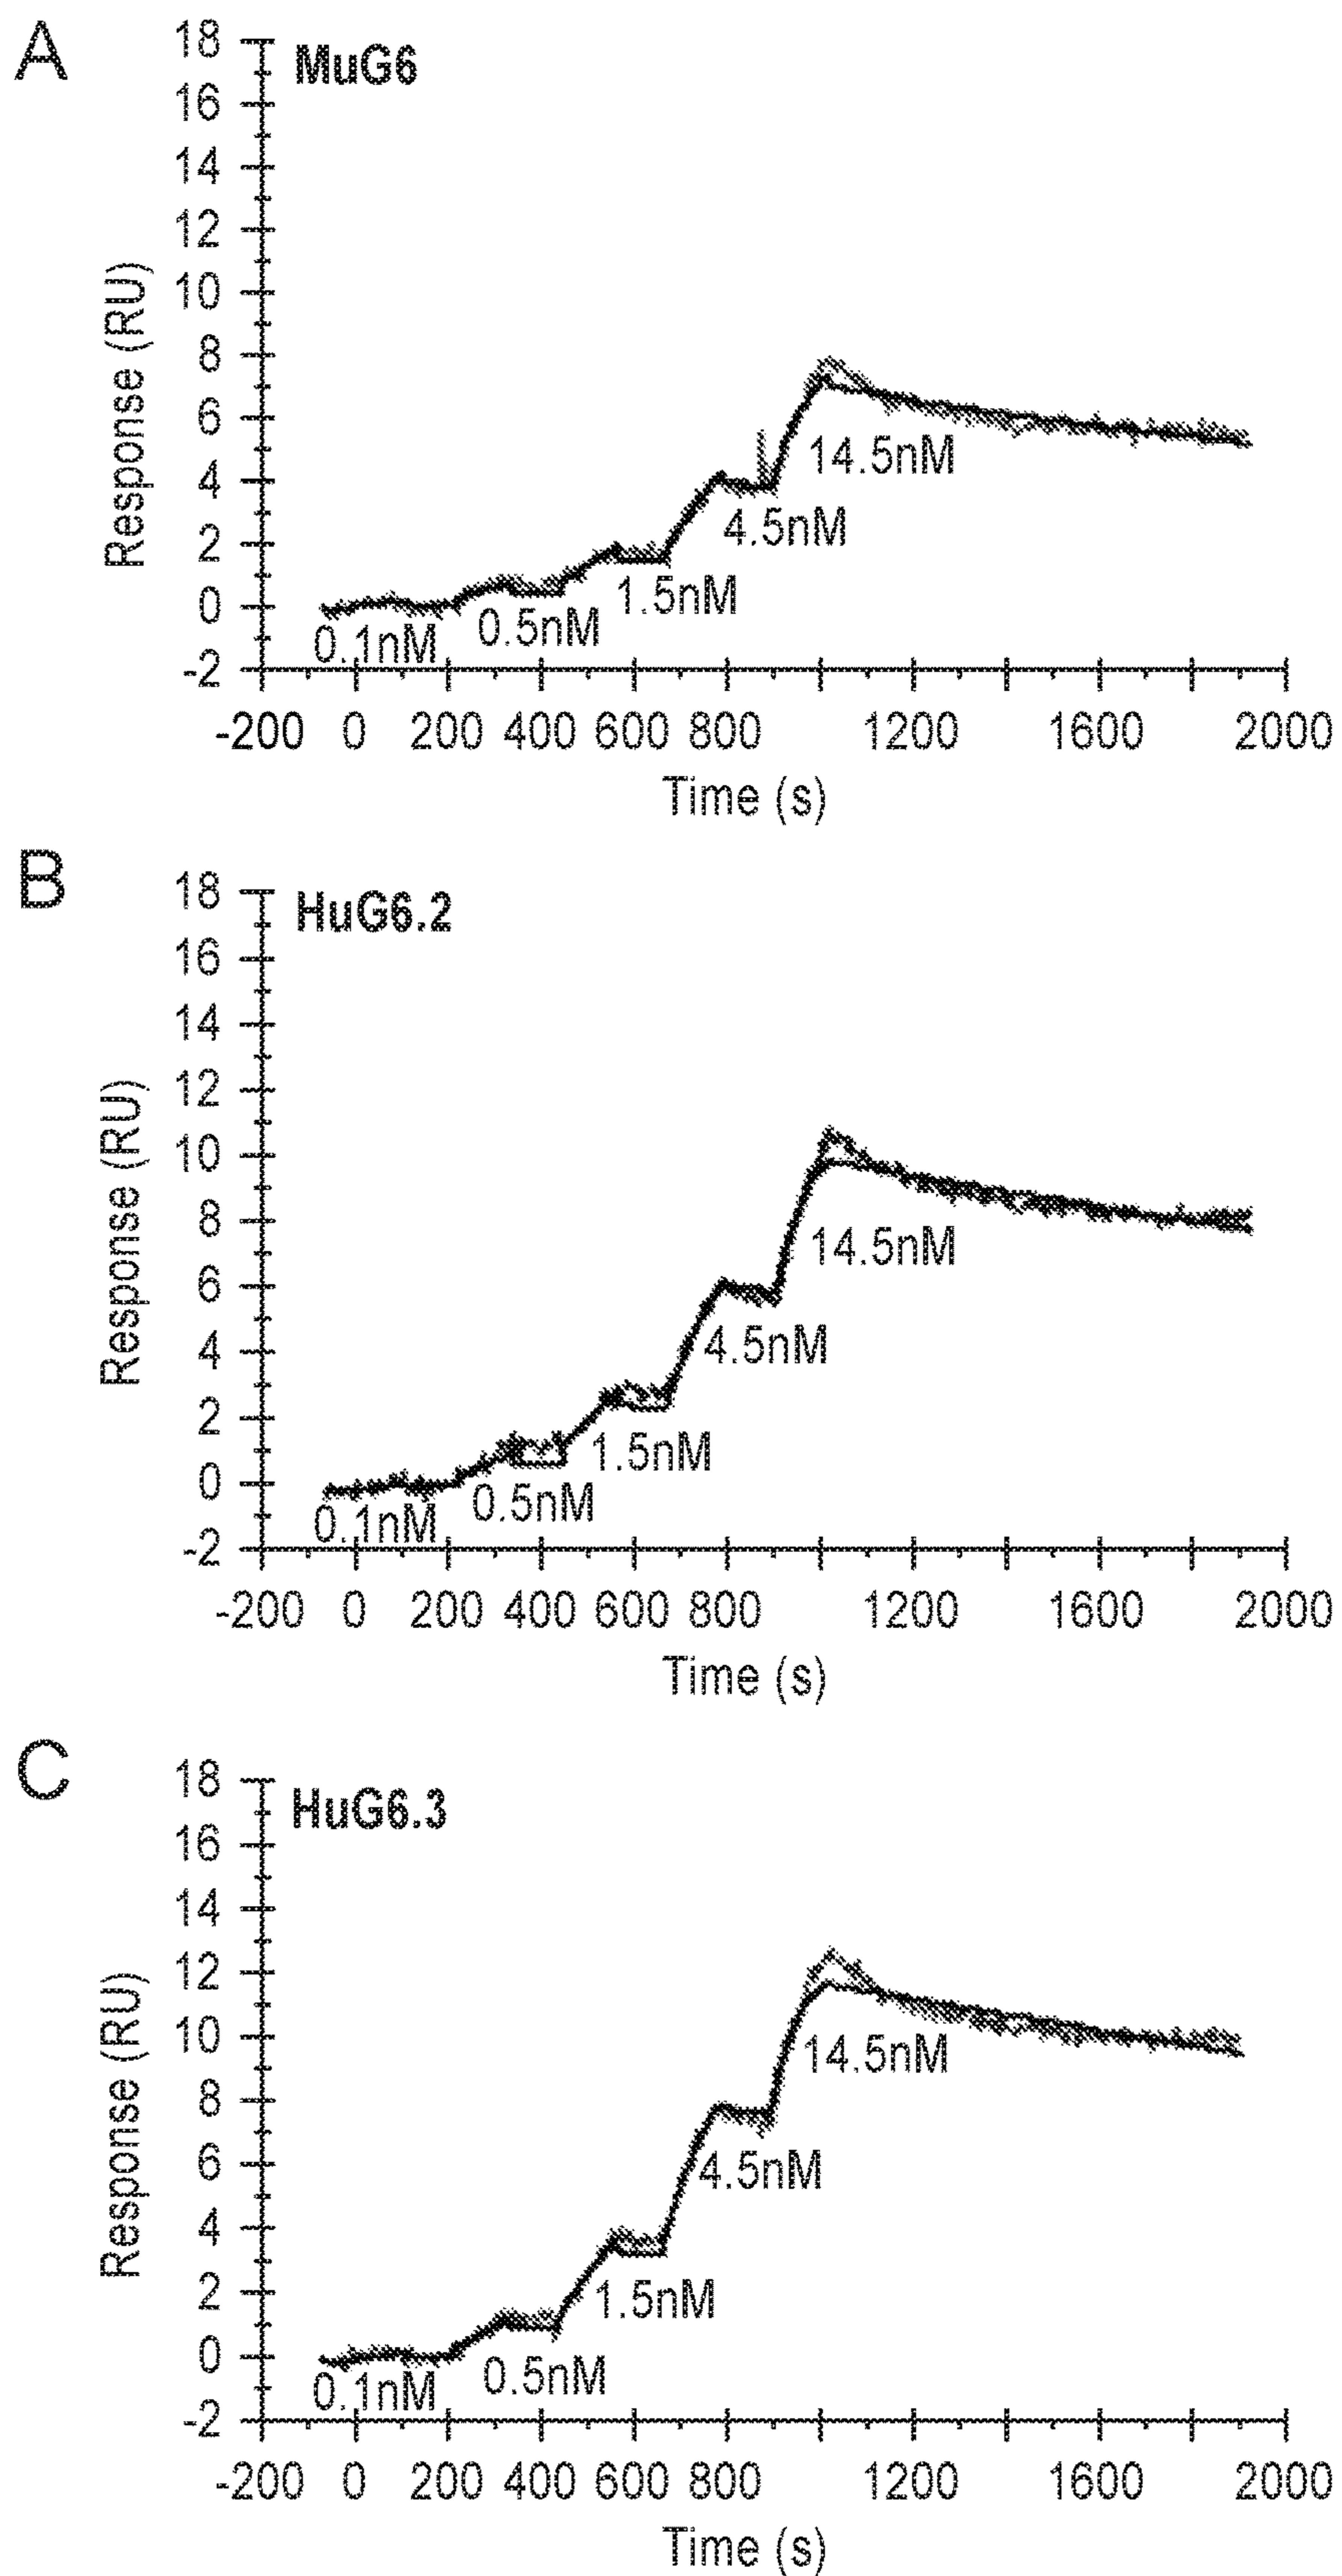 A
MuG6
18
16
14
12
10
8
6
4
2
0
-2
Response (RU)
14.5nM
4.5nM
1.5nM
0.5nM
0.1nM
-200 0 200 400 600 800 1200 1600 2000
Time (s)
B
HuG6.2
18
16
14
12
10
8
6
4
2
0
-2
Response (RU)
14.5nM
4.5nM
1.5nM
0.5nM
0.1nM
-200 0 200 400 600 800 1200 1600 2000
Time (s)
C
HuG6.3
18
16
14
12
10
8
6
4
2
0
-2
Response (RU)
14.5nM
4.5nM
1.5nM
0.5nM
0.1nM
-200 0 200 400 600 800 1200 1600 2000
Time (s)